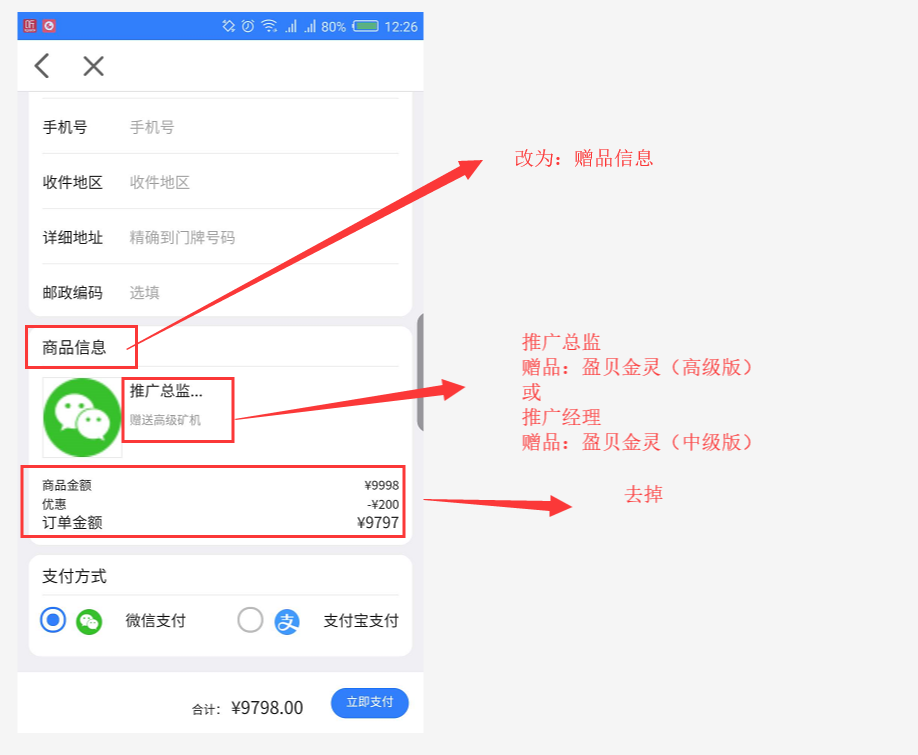 80% 12:26
手机号 手机号
收件地区 收件地区
详细地址 精确到门牌号码
邮政编码 选填
商品信息
推广总监...
赠送高级矿机
商品金额 ¥9998
优惠 -¥200
订单金额 ¥9797
支付方式
微信支付 支付宝支付
合计： ¥9798.00 立即支付
改为：赠品信息
推广总监
赠品：盈贝金灵（高级版）
或
推广经理
赠品：盈贝金灵（中级版）
去掉